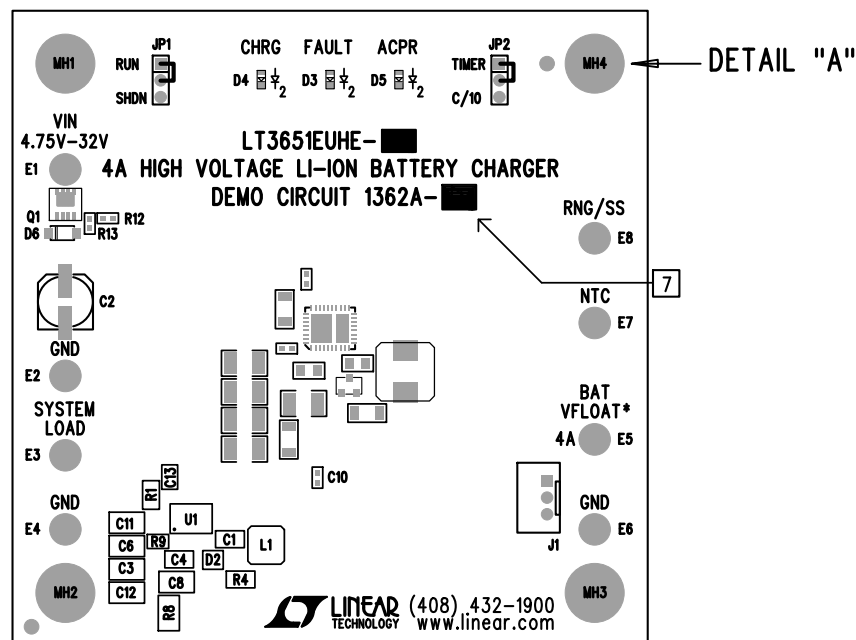 JP1
CHRG FAULT ACPR
JP2
MH1
RUN
SHDN
D4 2
D3 2
D5 2
TIMER
C/10
MH4
DETAIL "A"
VIN
4.75V-32V
E1
LT3651EUHE-
4A HIGH VOLTAGE LI-ION BATTERY CHARGER
DEMO CIRCUIT 1362A-
Q1
R12
D6
R13
RNG/SS
E8
7
C2
NTC
E7
GND
E2
BAT
VFLOAT*
4A E5
SYSTEM
LOAD
E3
C10
C13
R1
GND
E4
GND
E6
J1
U1
C11
C6
R9
C1
L1
C4
D2
C3
C8
R4
C12
R8
MH2
MH3
LINEAR
TECHNOLOGY
(408) 432-1900
www.linear.com